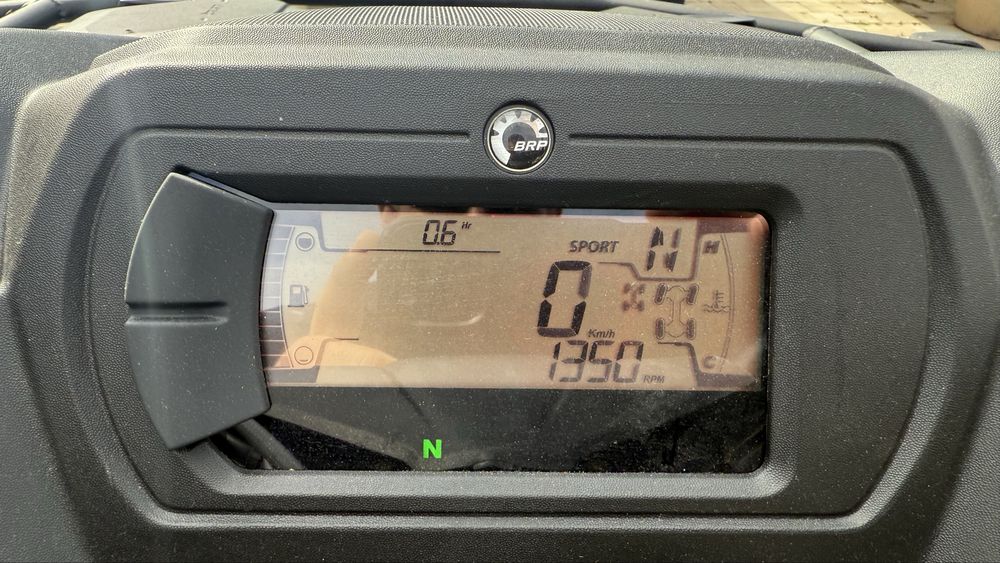 BRP
0.6 Hr
SPORT N H
0 Km/h
1350 RPM
C
N